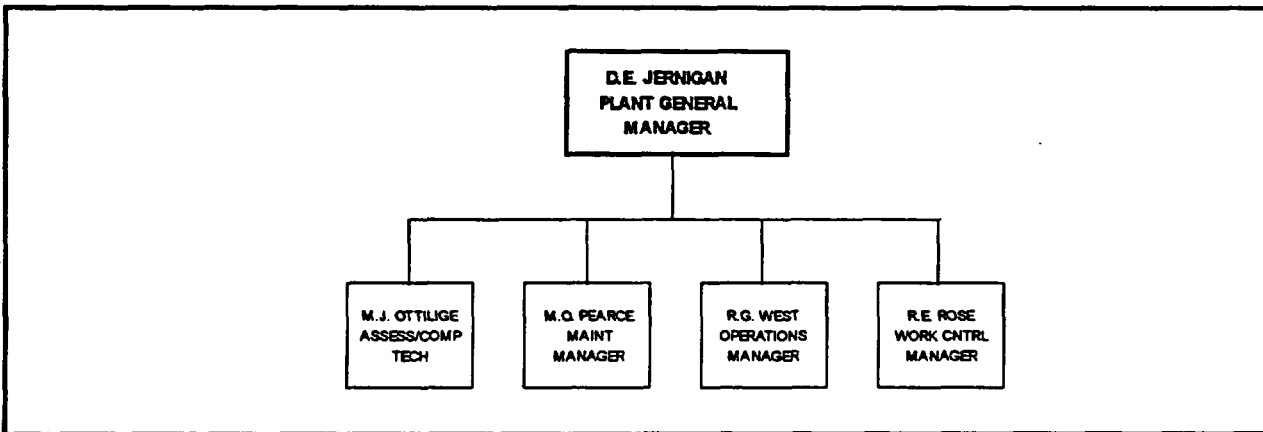 D.E. JERNIGAN
PLANT GENERAL
MANAGER
M.J. OTTILIGE
ASSESS/COMP
TECH
M.O. PEARCE
MAINT
MANAGER
R.G. WEST
OPERATIONS
MANAGER
R.E. ROSE
WORK CNTRL
MANAGER